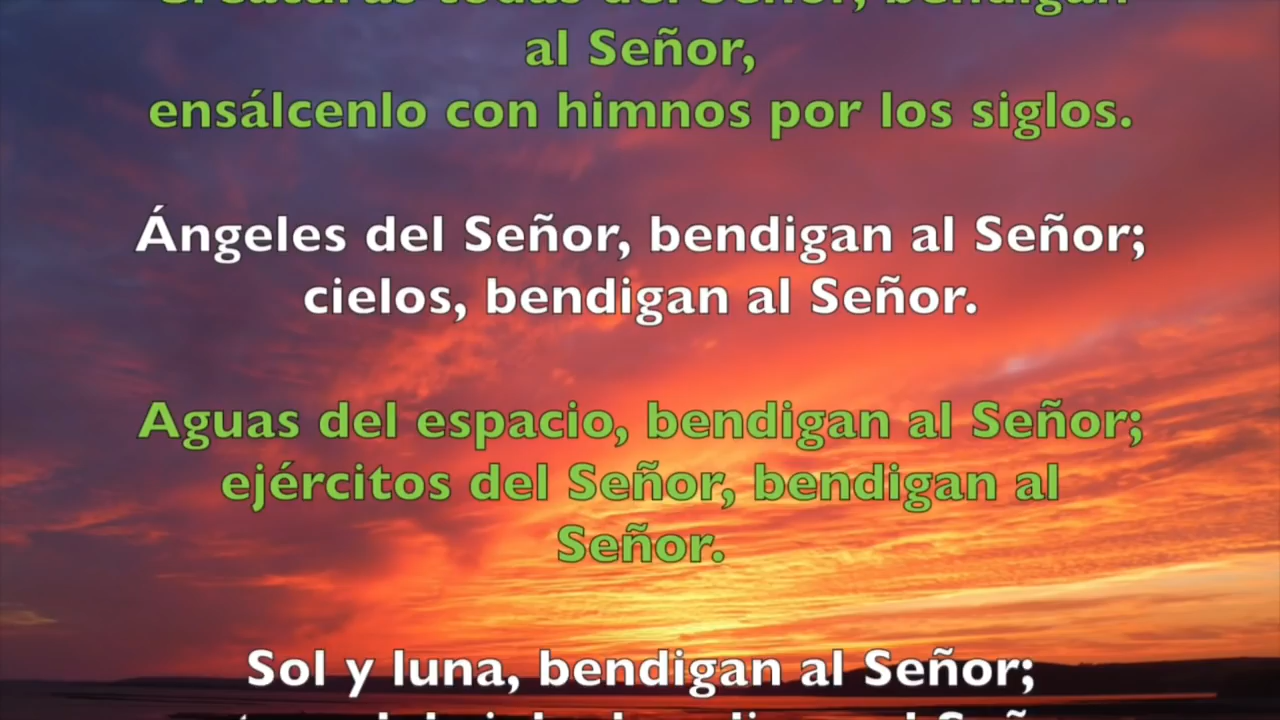 Creaturas todas del Señor, bendigan
al Señor,
ensálcenlo con himnos por los siglos.
Ángeles del Señor, bendigan al Señor;
cielos, bendigan al Señor.
Aguas del espacio, bendigan al Señor;
ejércitos del Señor, bendigan al
Señor.
Sol y luna, bendigan al Señor;